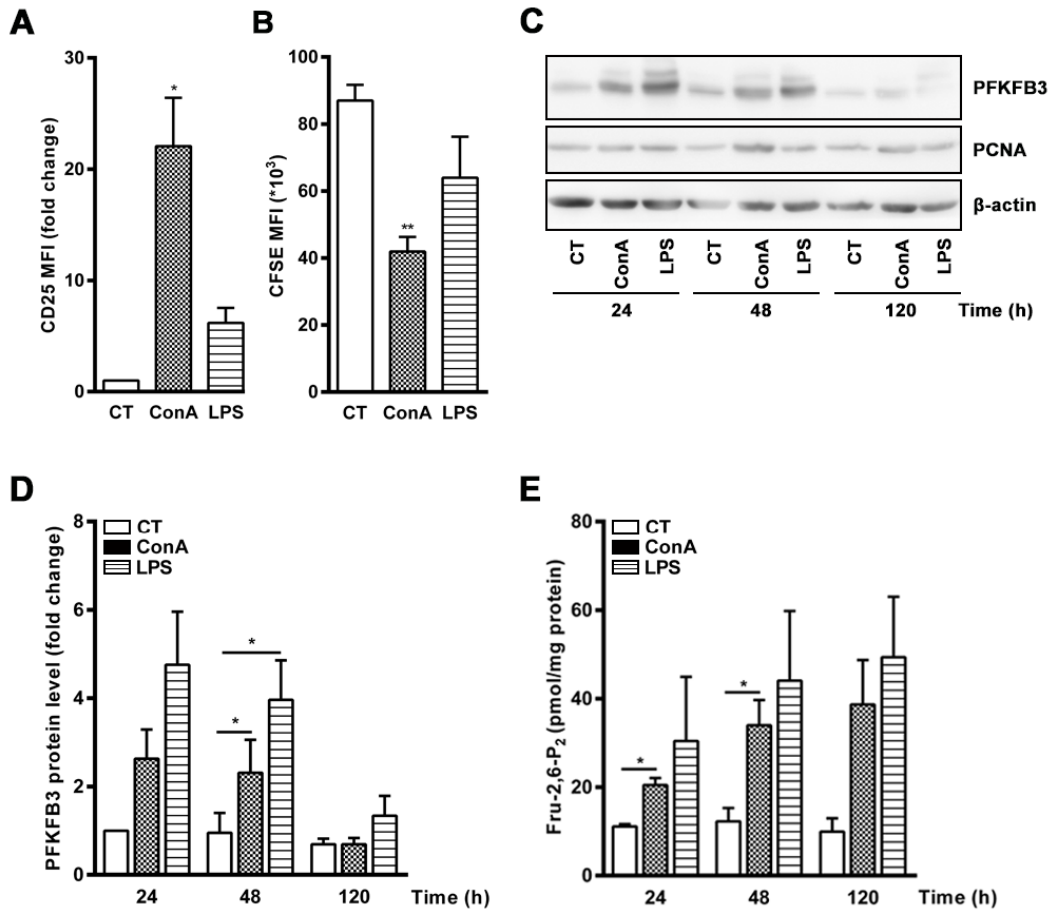 A
CD25 MFI (fold change)
30
20
10
0
*
CT ConA LPS
B
CFSE MFI (*10³)
100
80
60
40
20
0
**
CT ConA LPS
C
PFKFB3
PCNA
β-actin
CT ConA LPS CT ConA LPS CT ConA LPS
24 48 120 Time (h)
D
CT
ConA
LPS
PFKFB3 protein level (fold change)
8
6
4
2
0
*
*
24 48 120 Time (h)
E
CT
ConA
LPS
Fru-2,6-P₂ (pmol/mg protein)
80
60
40
20
0
*
*
24 48 120 Time (h)